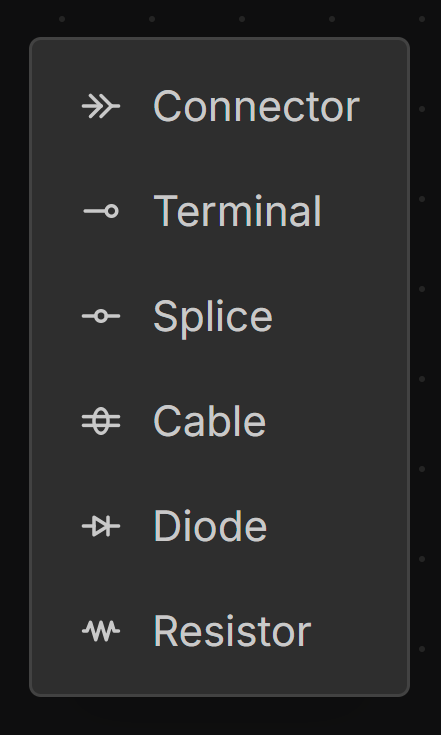 Connector
Terminal
Splice
Cable
Diode
Resistor